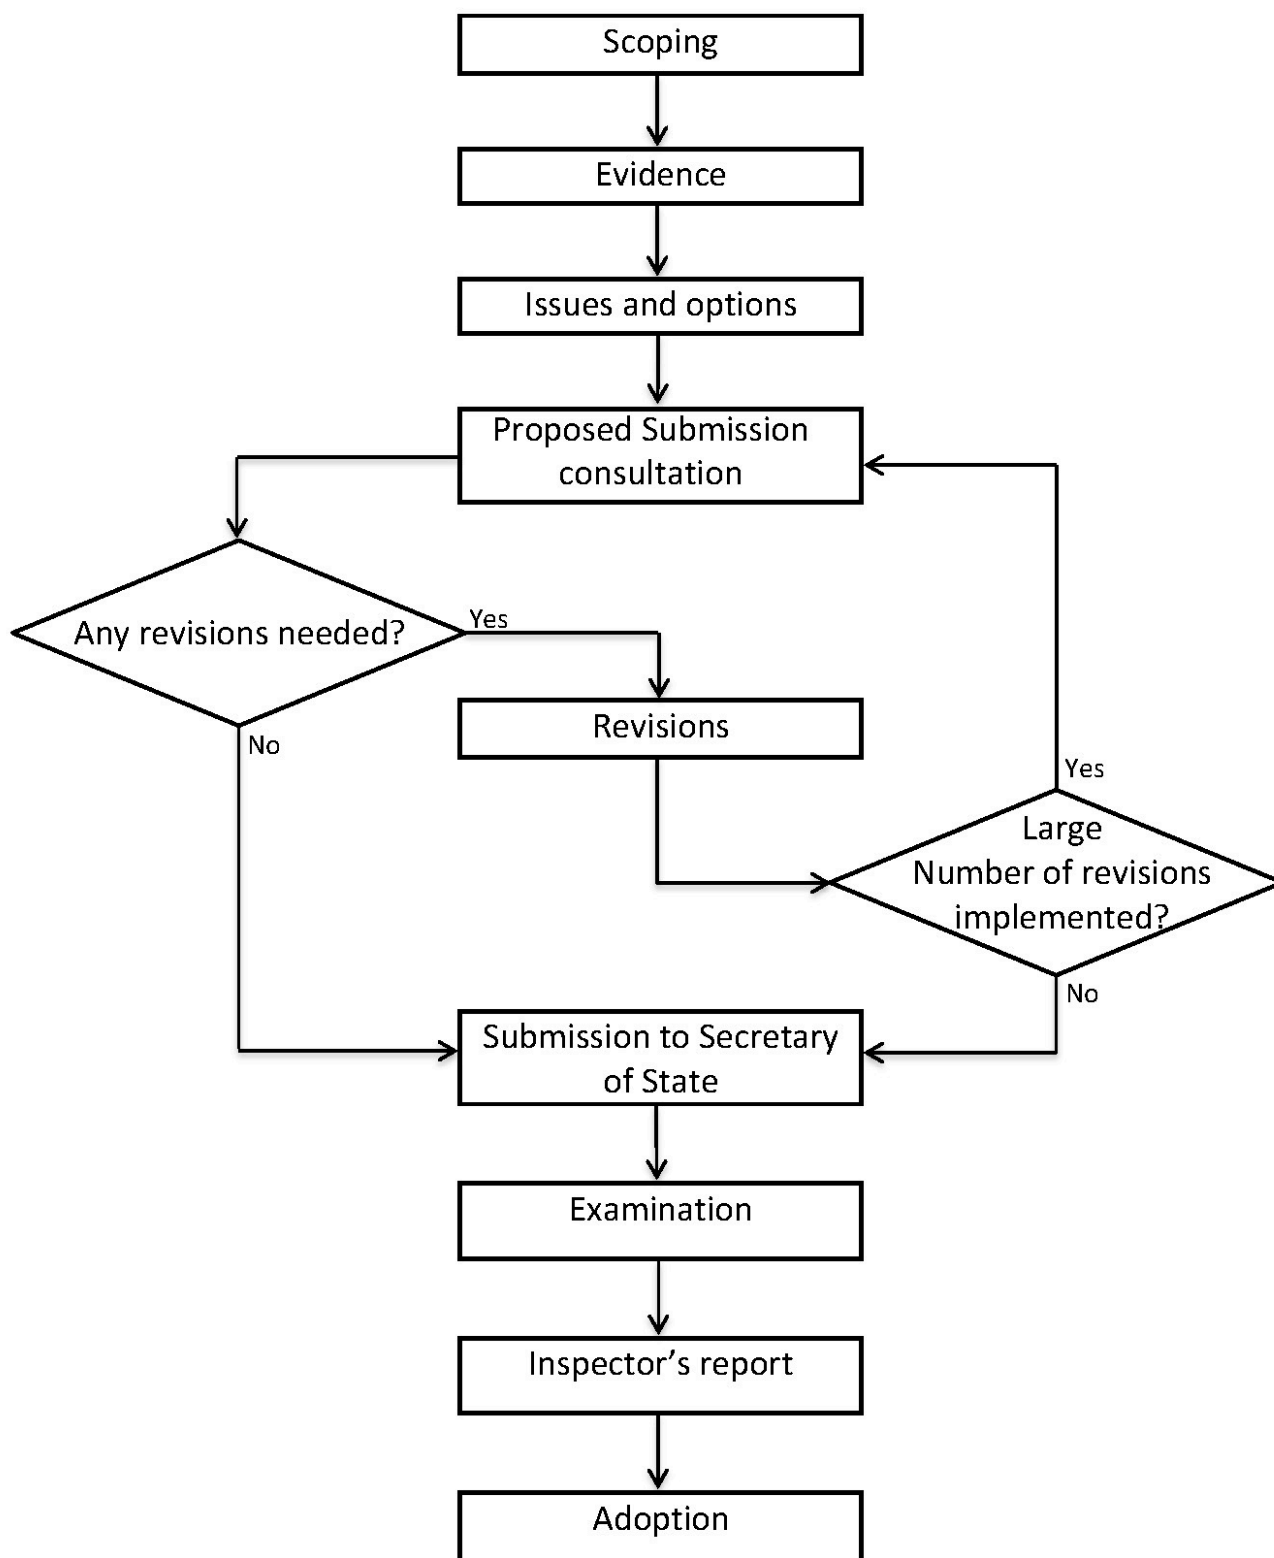 Scoping
Evidence
Issues and options
Proposed Submission
consultation
Any revisions needed?
Yes
No
Revisions
Yes
Large
Number of revisions
implemented?
No
Submission to Secretary
of State
Examination
Inspector’s report
Adoption